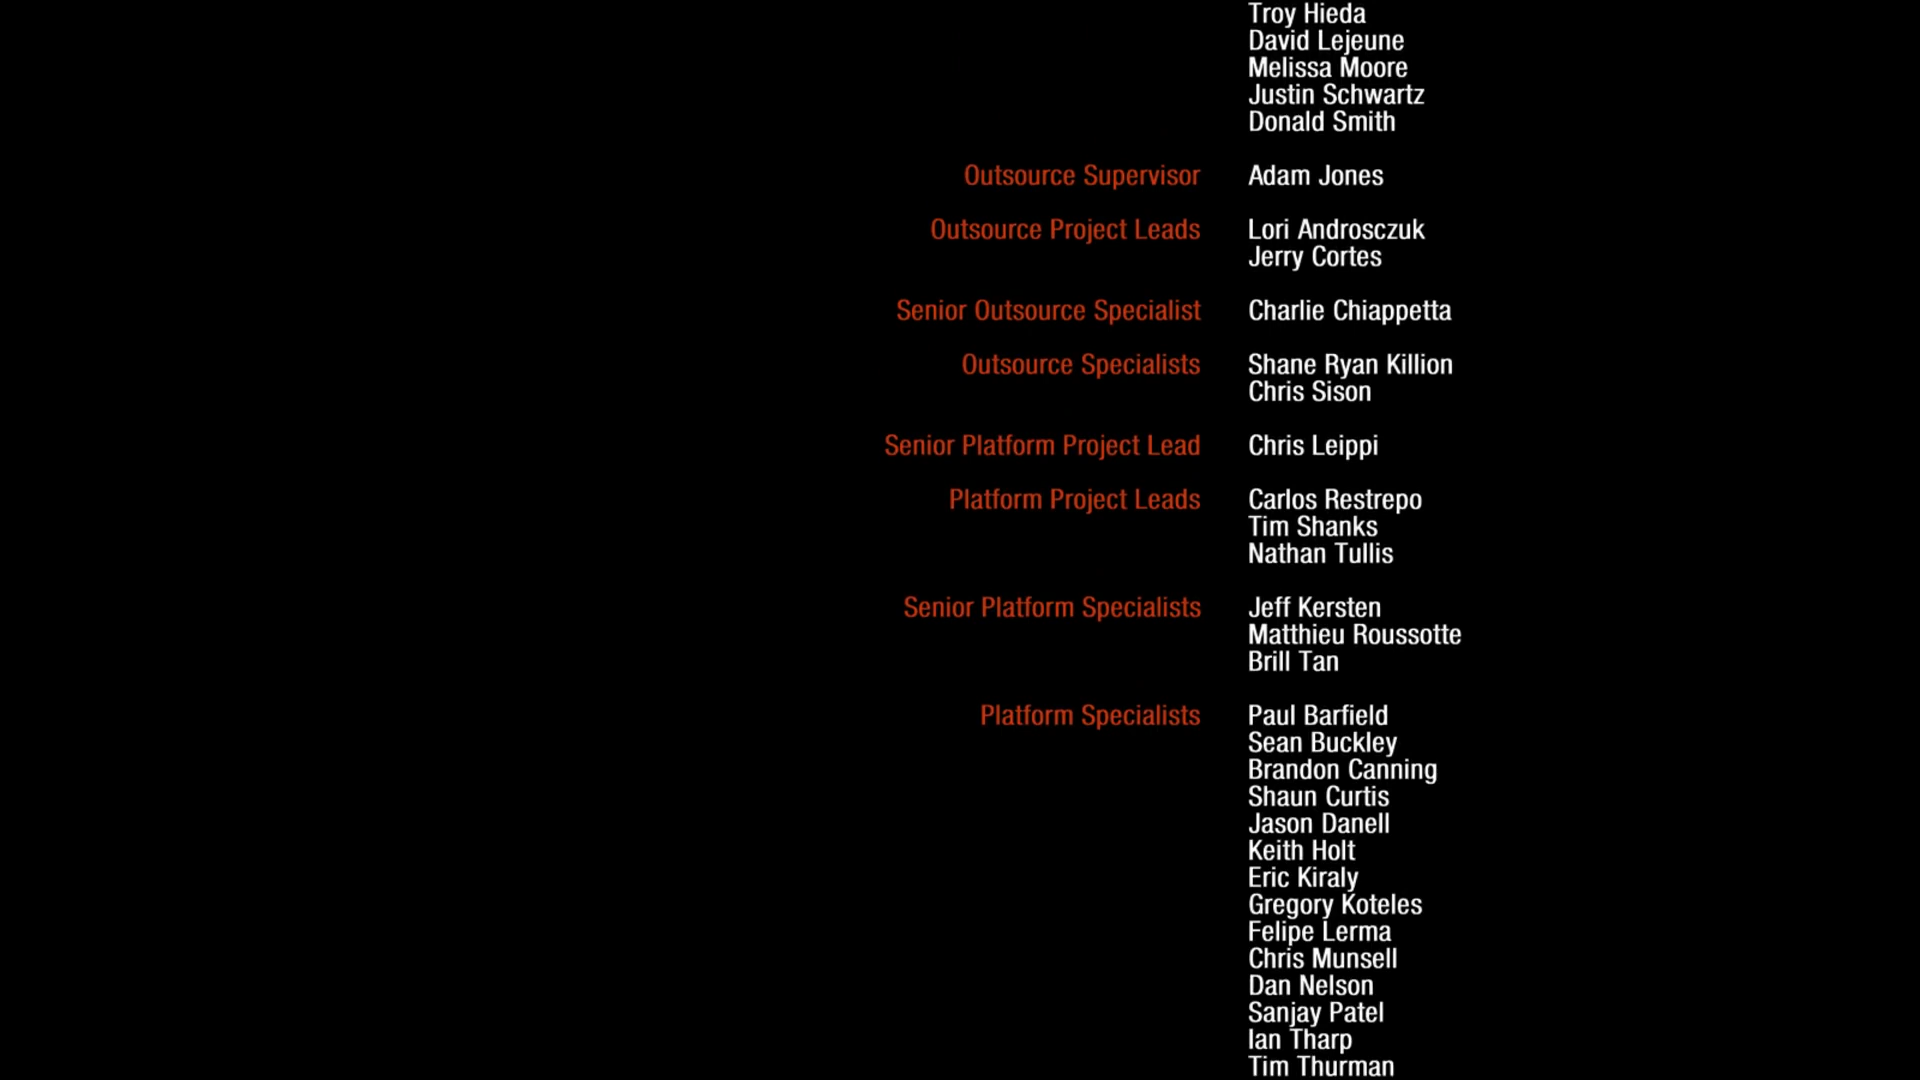 Troy Hieda
David Lejeune
Melissa Moore
Justin Schwartz
Donald Smith
Outsource Supervisor Adam Jones
Outsource Project Leads Lori Androsczuk
Jerry Cortes
Senior Outsource Specialist Charlie Chiappetta
Outsource Specialists Shane Ryan Killion
Chris Sison
Senior Platform Project Lead Chris Leippi
Platform Project Leads Carlos Restrepo
Tim Shanks
Nathan Tullis
Senior Platform Specialists Jeff Kersten
Matthieu Roussotte
Brill Tan
Platform Specialists Paul Barfield
Sean Buckley
Brandon Canning
Shaun Curtis
Jason Danell
Keith Holt
Eric Kiraly
Gregory Koteles
Felipe Lerma
Chris Munsell
Dan Nelson
Sanjay Patel
Ian Tharp
Tim Thurman